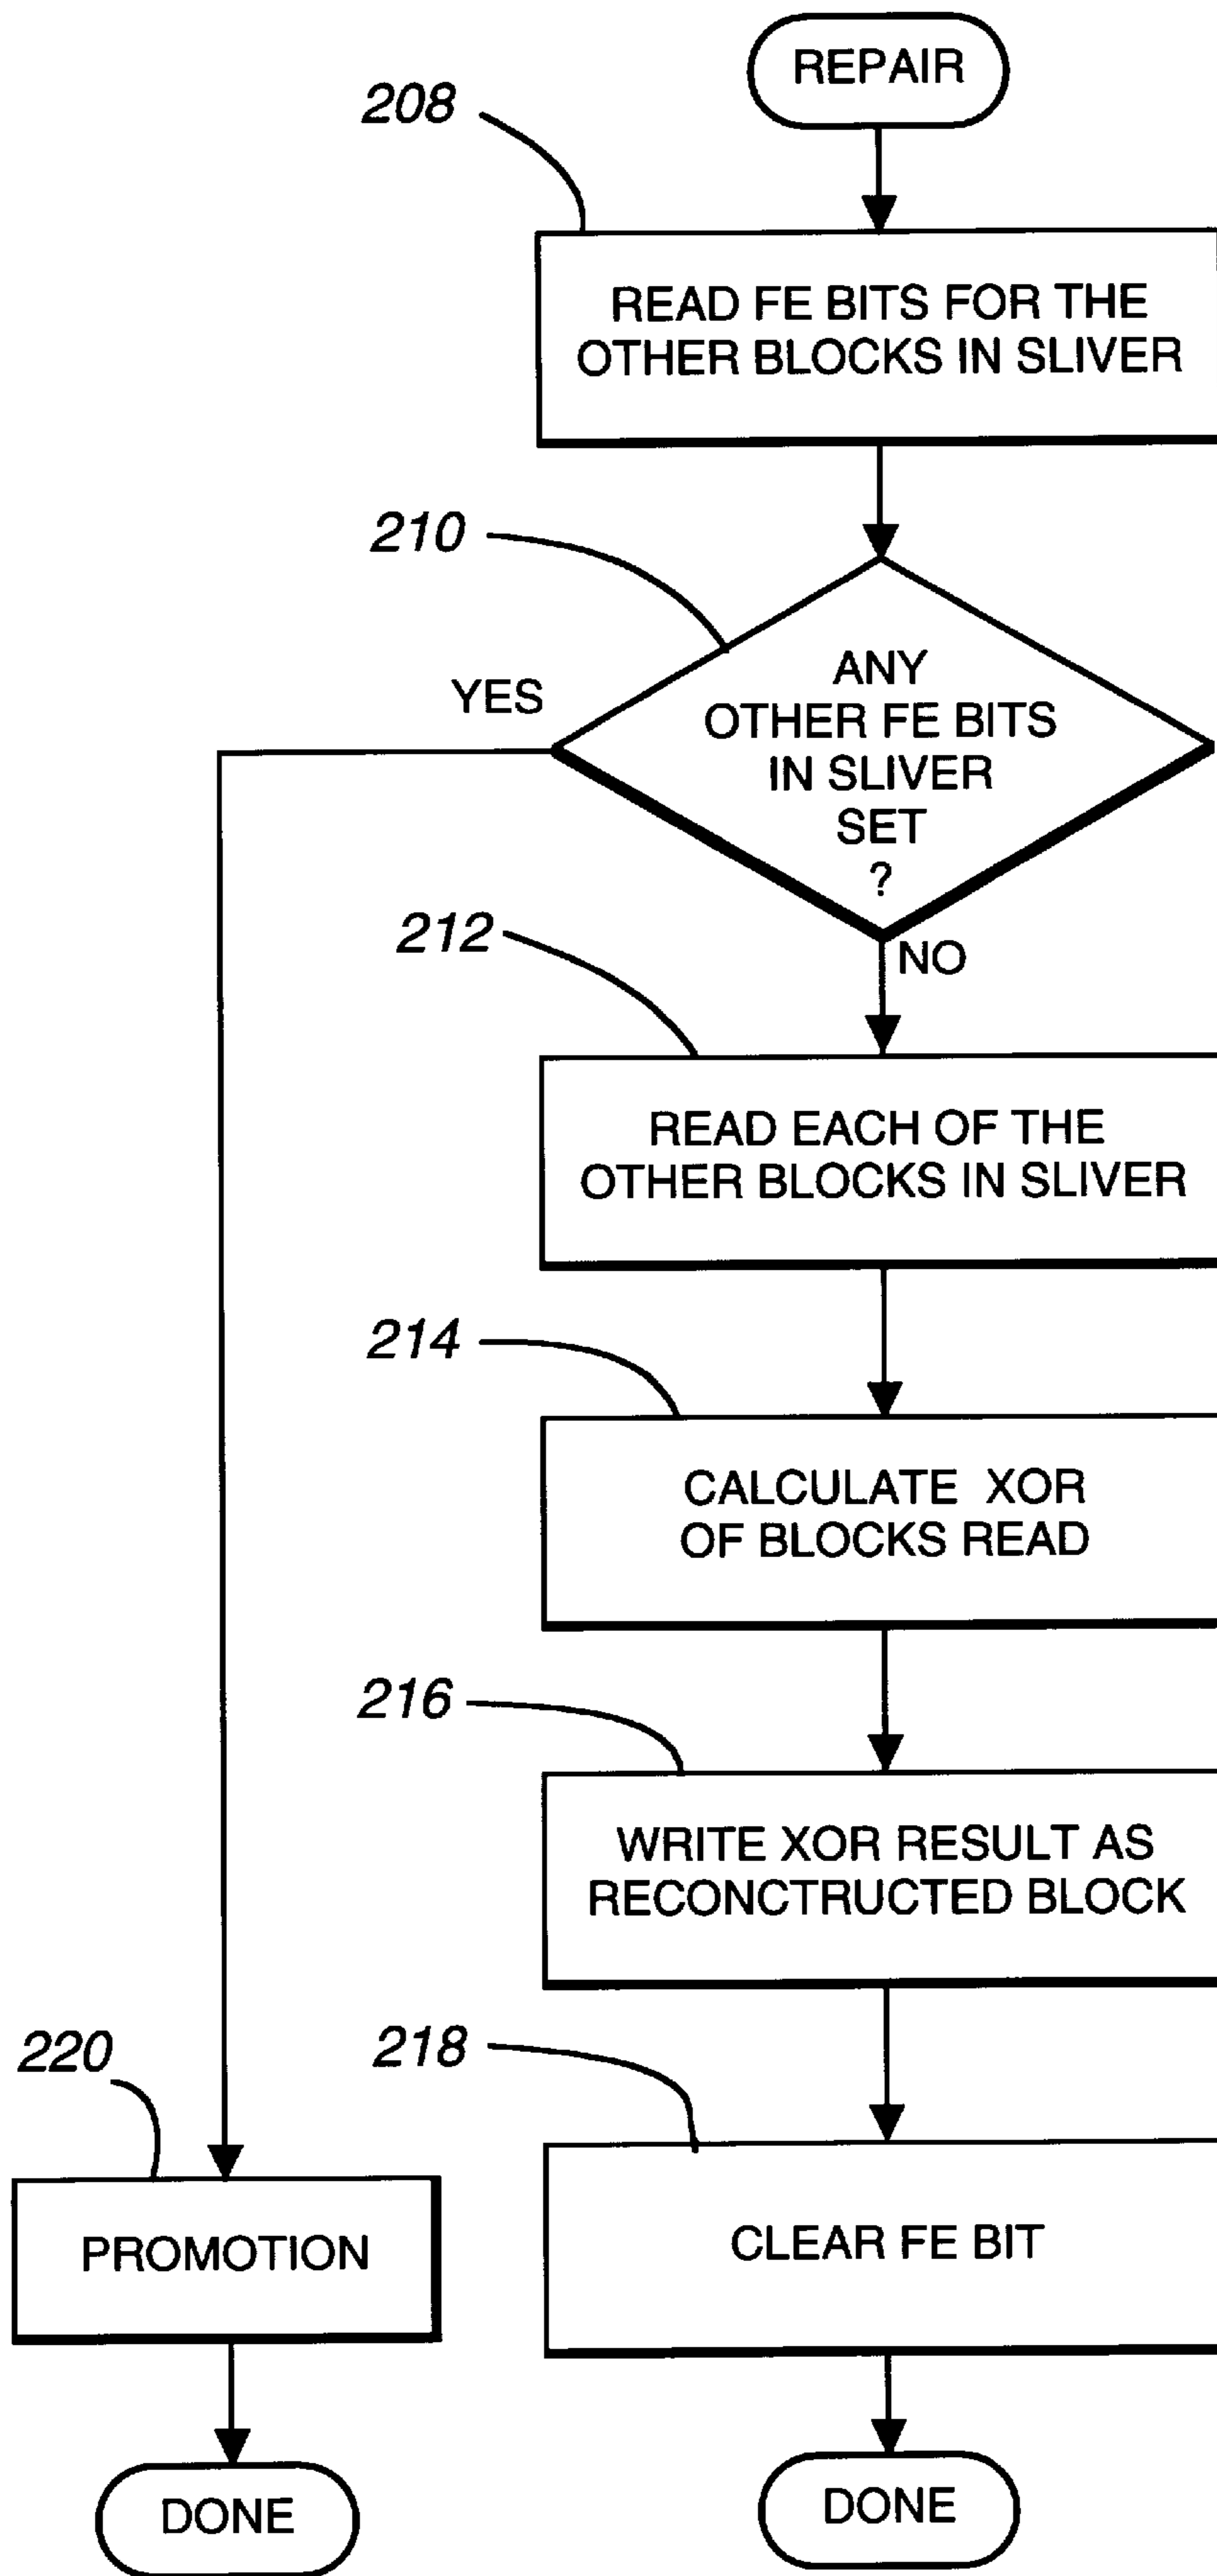 REPAIR
208
READ FE BITS FOR THE
OTHER BLOCKS IN SLIVER
210
YES
ANY
OTHER FE BITS
IN SLIVER
SET
?
212
NO
READ EACH OF THE
OTHER BLOCKS IN SLIVER
214
CALCULATE XOR
OF BLOCKS READ
216
WRITE XOR RESULT AS
RECONCTRUCTED BLOCK
220
218
PROMOTION
CLEAR FE BIT
DONE
DONE